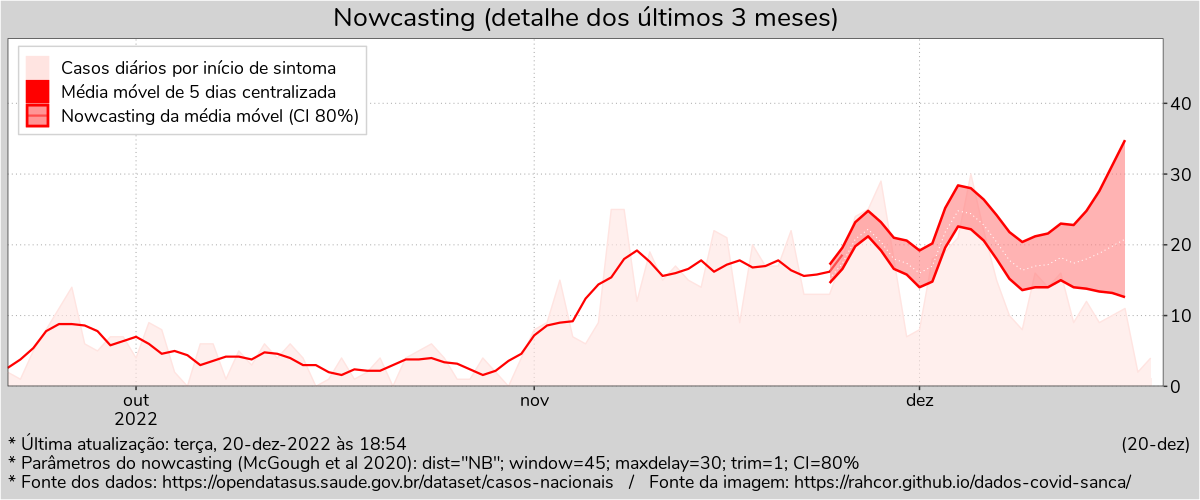 Nowcasting (detalhe dos últimos 3 meses)
Casos diários por início de sintoma
Média móvel de 5 dias centralizada
Nowcasting da média móvel (CI 80%)
40
30
20
10
0
out
nov
dez
2022
* Última atualização: terça, 20-dez-2022 às 18:54
(20-dez)
* Parâmetros do nowcasting (McGough et al 2020): dist="NB"; window=45; maxdelay=30; trim=1; CI=80%
* Fonte dos dados: https://opendatasus.saude.gov.br/dataset/casos-nacionais / Fonte da imagem: https://rahcor.github.io/dados-covid-sanca/